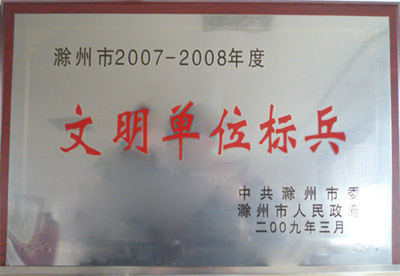 滁州市2007-2008年度
文明单位标兵
中共滁州市委
滁州市人民政府
二00九年三月